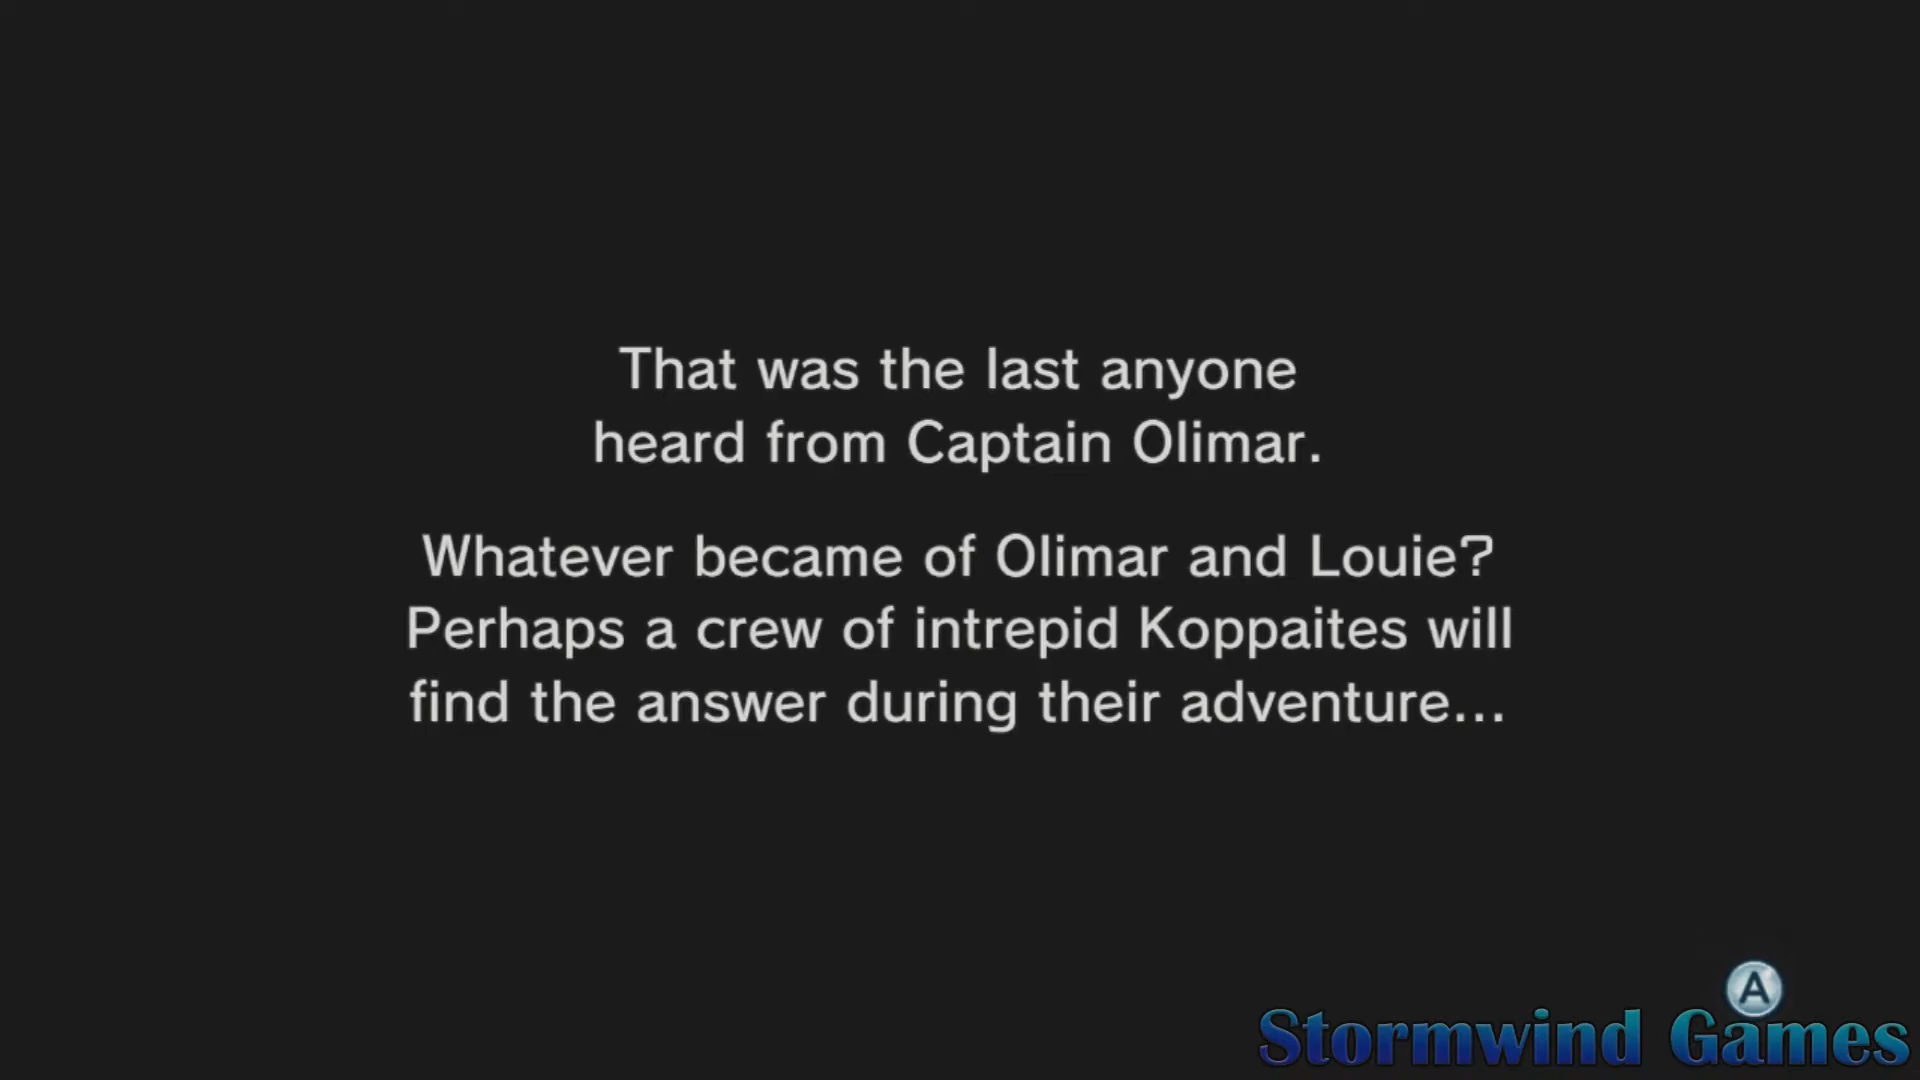 That was the last anyone
heard from Captain Olimar.
Whatever became of Olimar and Louie?
Perhaps a crew of intrepid Koppaites will
find the answer during their adventure...
A
Stormwind Games